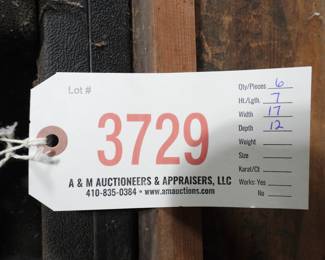 Lot #
3729
A & M AUCTIONEERS & APPRAISERS, LLC
410-835-0384 • www.amauctions.com
Qty/Pieces 6
Ht./Lgth. 7
Width 17
Depth 12
Weight
Size
Karat/Ct
Works: Yes
No